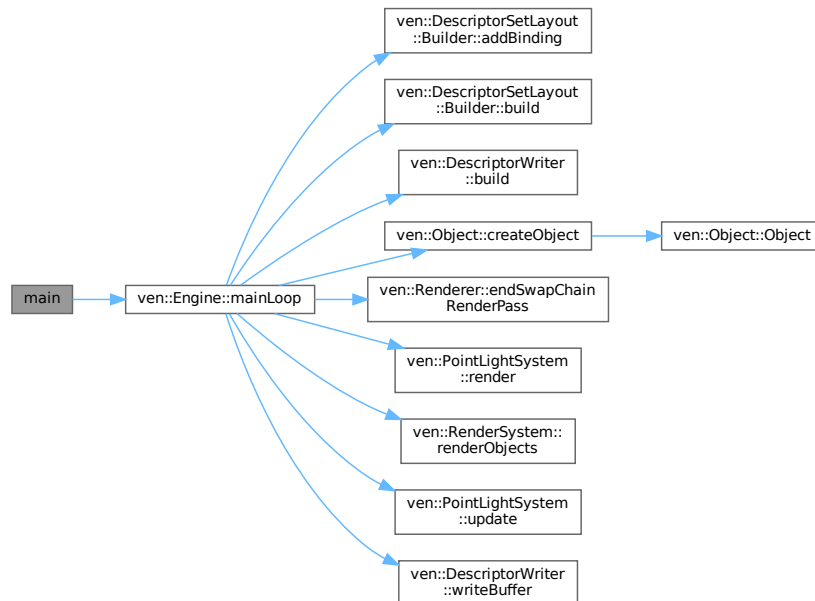 ven::DescriptorSetLayout
::Builder::addBinding
ven::DescriptorSetLayout
::Builder::build
ven::DescriptorWriter
::build
ven::Object::createObject
ven::Object::Object
main
ven::Engine::mainLoop
ven::Renderer::endSwapChain
RenderPass
ven::PointLightSystem
::render
ven::RenderSystem::
renderObjects
ven::PointLightSystem
::update
ven::DescriptorWriter
::writeBuffer